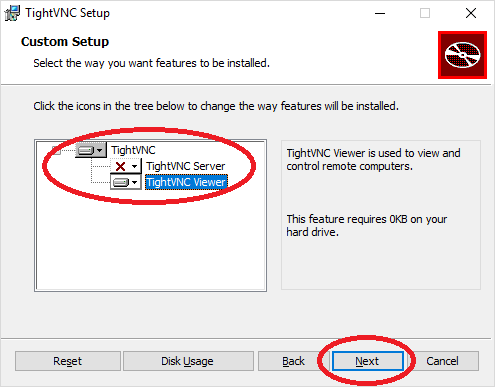 TightVNC Setup
Custom Setup
Select the way you want features to be installed.
Click the icons in the tree below to change the way features will be installed.
TightVNC
TightVNC Server
TightVNC Viewer
TightVNC Viewer is used to view and
control remote computers.
This feature requires 0KB on your
hard drive.
Reset
Disk Usage
Back
Next
Cancel